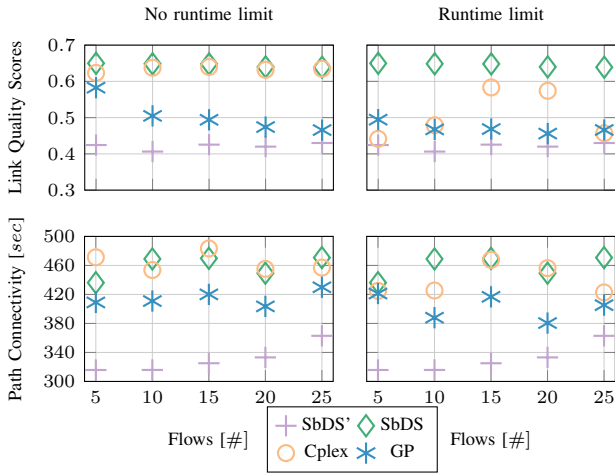 No runtime limit
Runtime limit
Link Quality Scores
0.7
0.6
0.5
0.4
0.3
Path Connectivity [sec]
500
460
420
380
340
300
5 10 15 20 25
5 10 15 20 25
Flows [#]
Flows [#]
SbDS' SbDS
Cplex GP